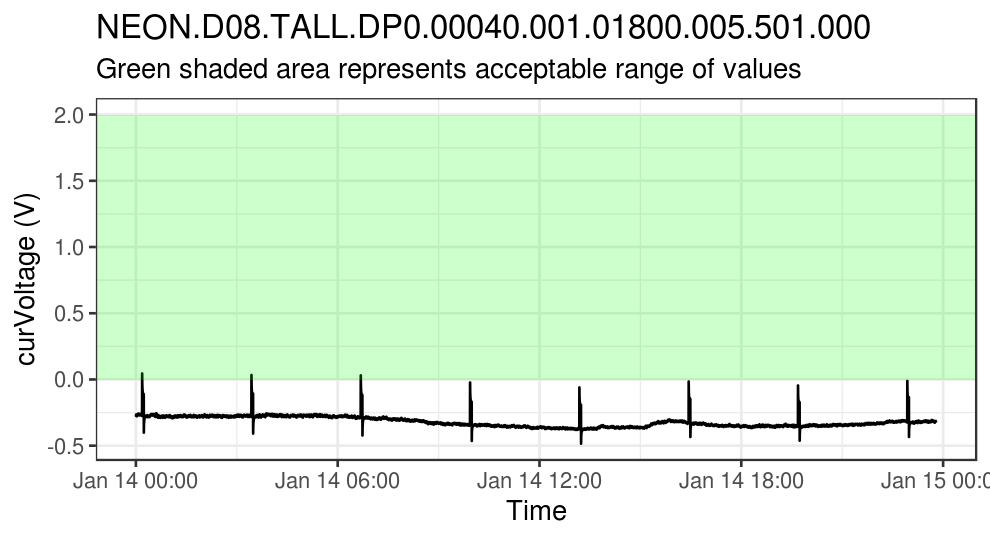 NEON.D08.TALL.DP0.00040.001.01800.005.501.000
Green shaded area represents acceptable range of values
curVoltage (V)
2.0
1.5
1.0
0.5
0.0
-0.5
Jan 14 00:00 Jan 14 06:00 Jan 14 12:00 Jan 14 18:00 Jan 15 00:0
Time